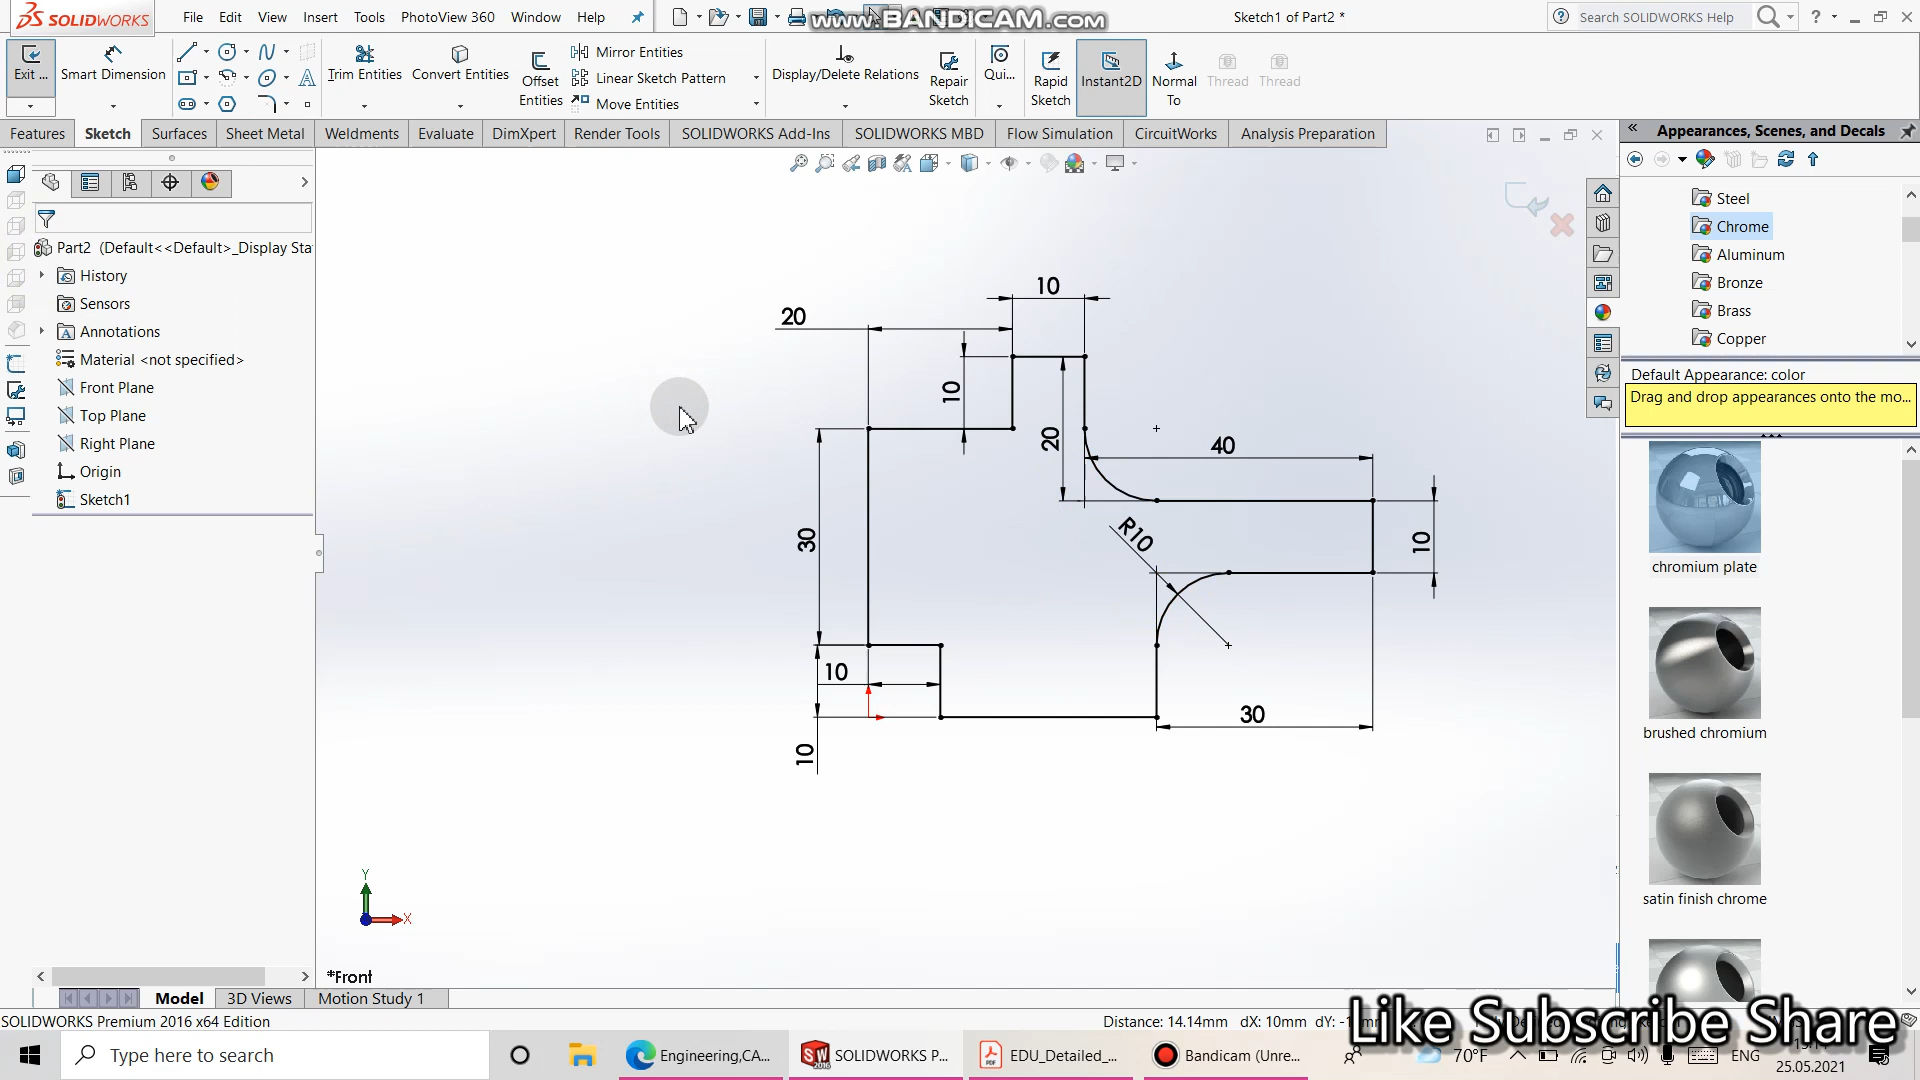 SOLIDWORKS
File Edit View Insert Tools PhotoView 360 Window Help
www.BANDICAM.com
Sketch1 of Part2 *
Search SOLIDWORKS Help
Exit ...
Smart Dimension
Trim Entities
Convert Entities
Offset Entities
Mirror Entities
Linear Sketch Pattern
Move Entities
Display/Delete Relations
Repair Sketch
Qui...
Rapid Sketch
Instant2D
Normal To
Thread
Thread
Features Sketch Surfaces Sheet Metal Weldments Evaluate DimXpert Render Tools SOLIDWORKS Add-Ins SOLIDWORKS MBD Flow Simulation CircuitWorks Analysis Preparation
Appearances, Scenes, and Decals
Part2 (Default<<Default>_Display Sta
History
Sensors
Annotations
Material <not specified>
Front Plane
Top Plane
Right Plane
Origin
Sketch1
10
20
10
20
40
30
R10
10
10
30
10
Y
X
*Front
Steel
Chrome
Aluminum
Bronze
Brass
Copper
Default Appearance: color
Drag and drop appearances onto the mo...
chromium plate
brushed chromium
satin finish chrome
Model 3D Views Motion Study 1
SOLIDWORKS Premium 2016 x64 Edition
Distance: 14.14mm dX: 10mm
Like Subscribe Share
Type here to search
Engineering,CA...
SOLIDWORKS P...
EDU_Detailed_...
Bandicam (Unre...
70°F
ENG
25.05.2021